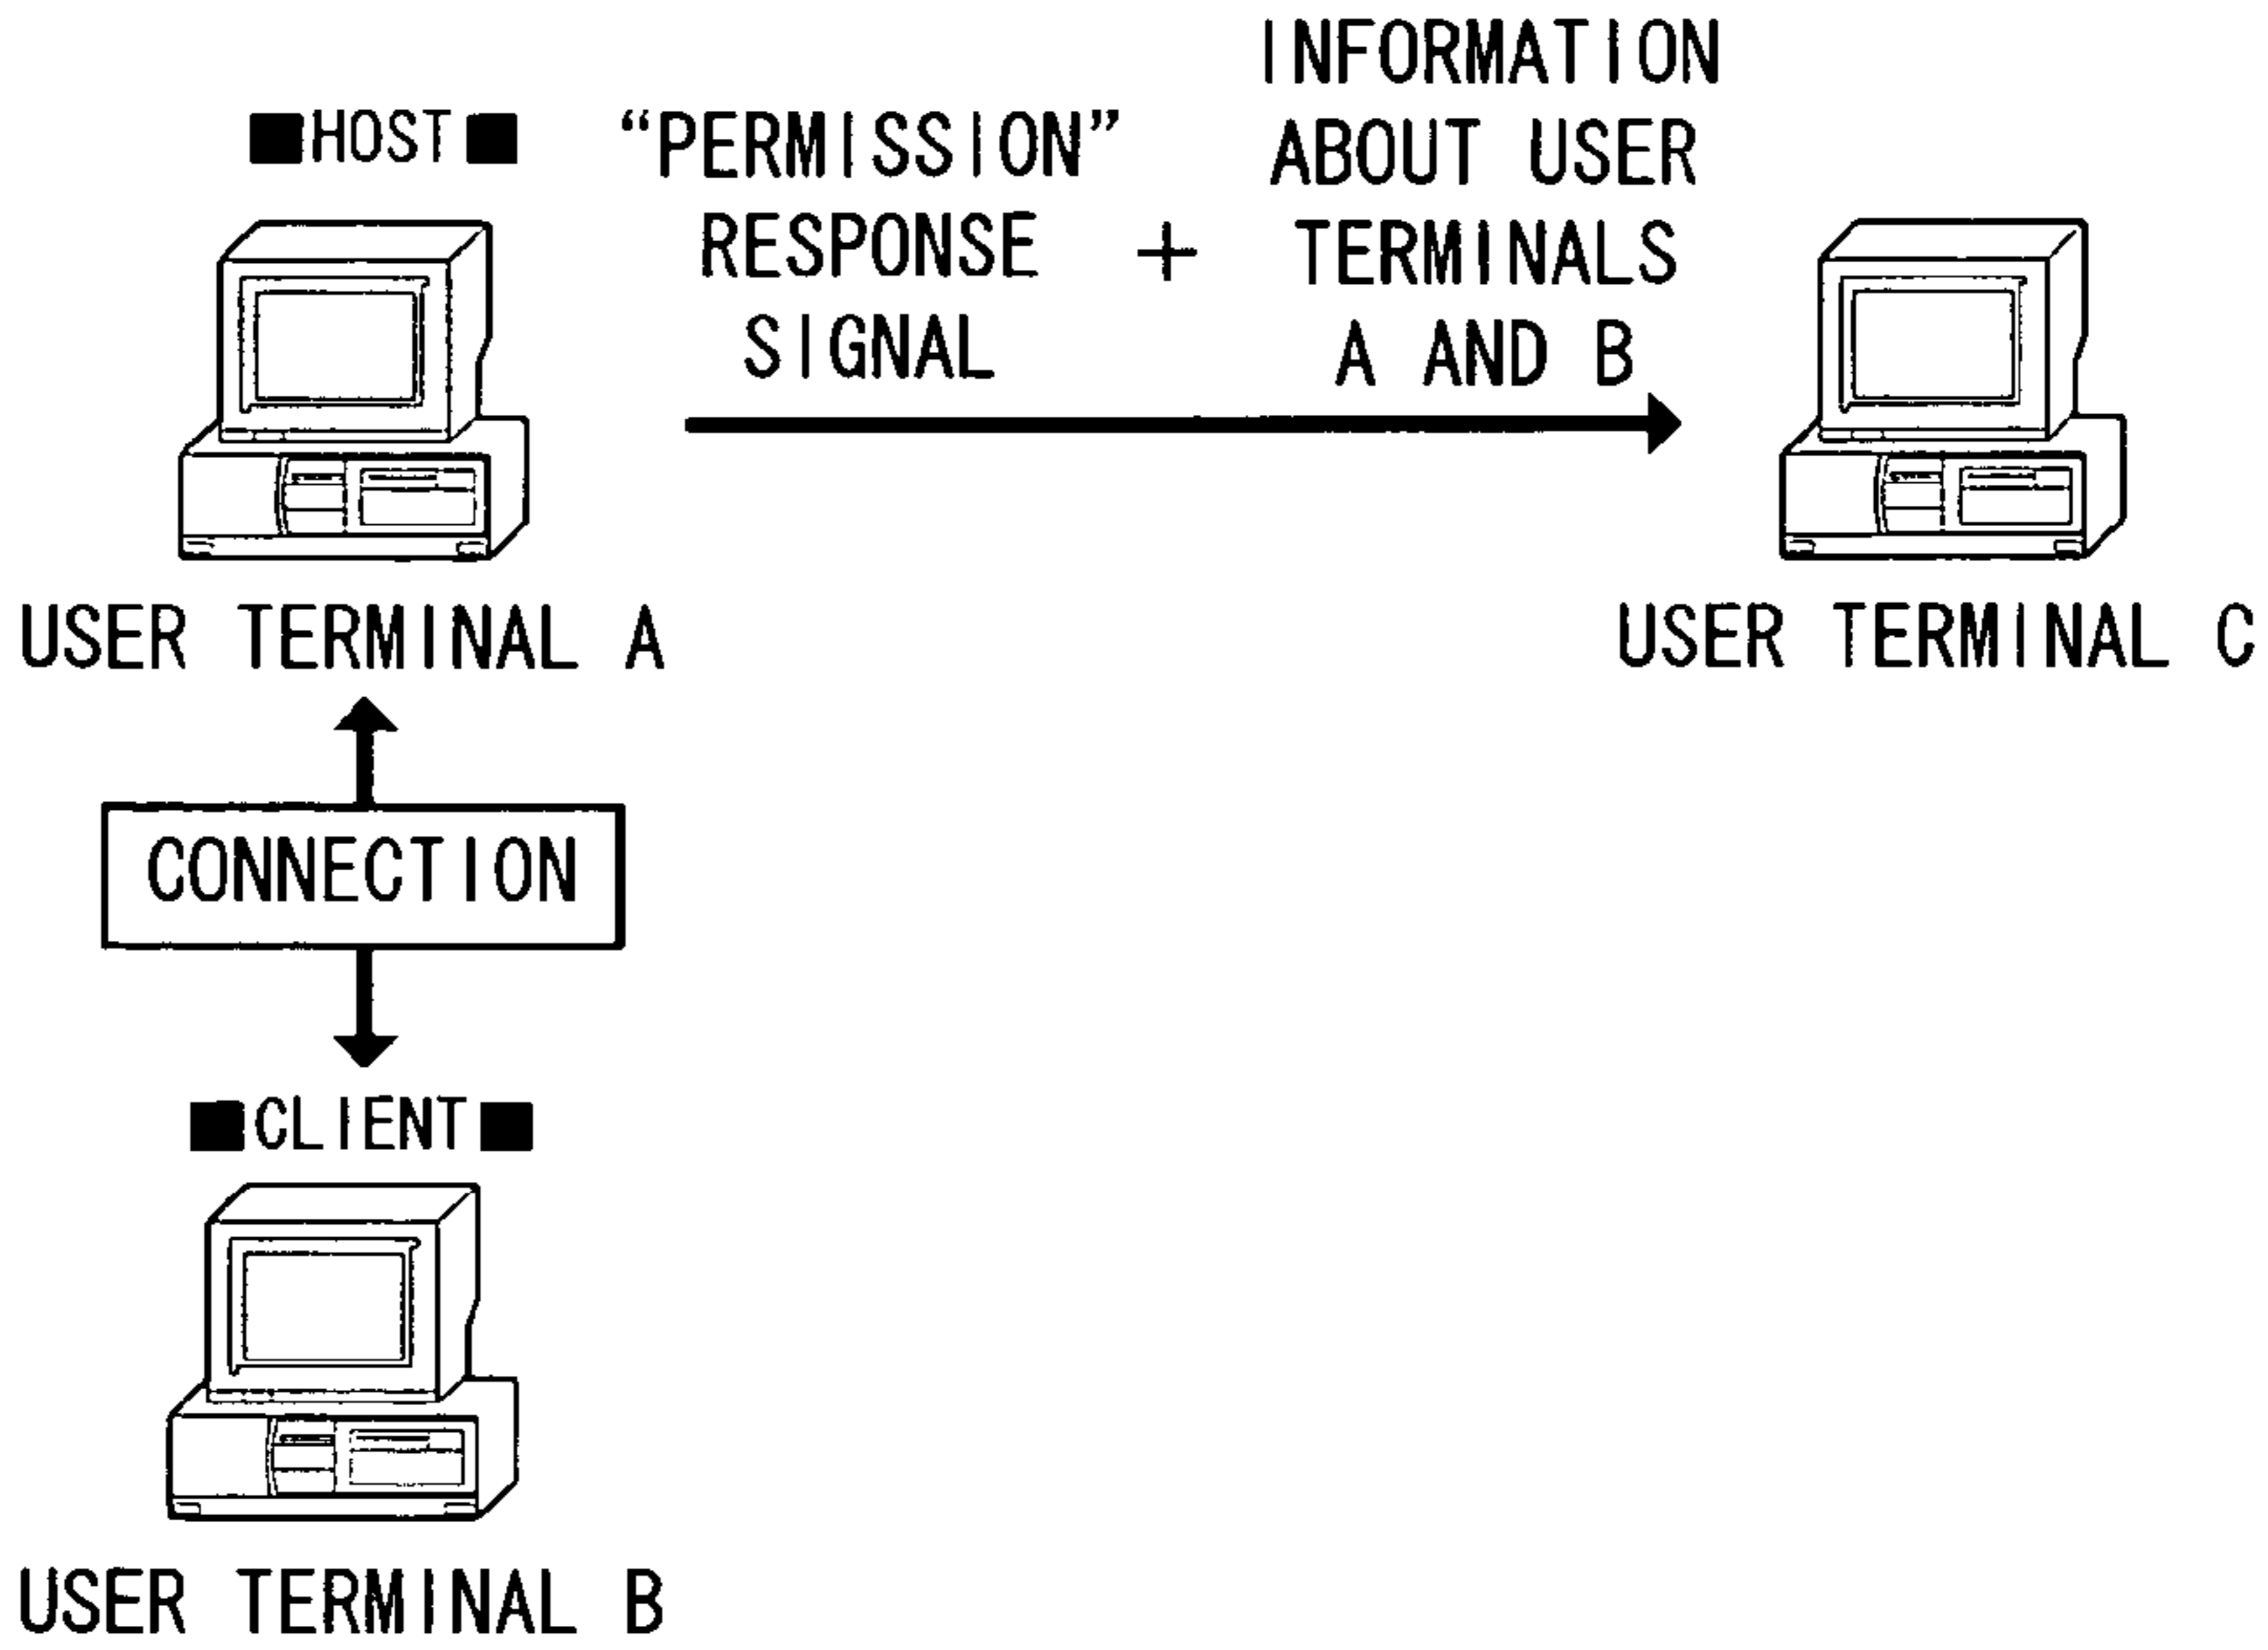 ■HOST■
“PERMISSION”
RESPONSE
SIGNAL
+
INFORMATION
ABOUT USER
TERMINALS
A AND B
USER TERMINAL A
USER TERMINAL C
CONNECTION
■CLIENT■
USER TERMINAL B